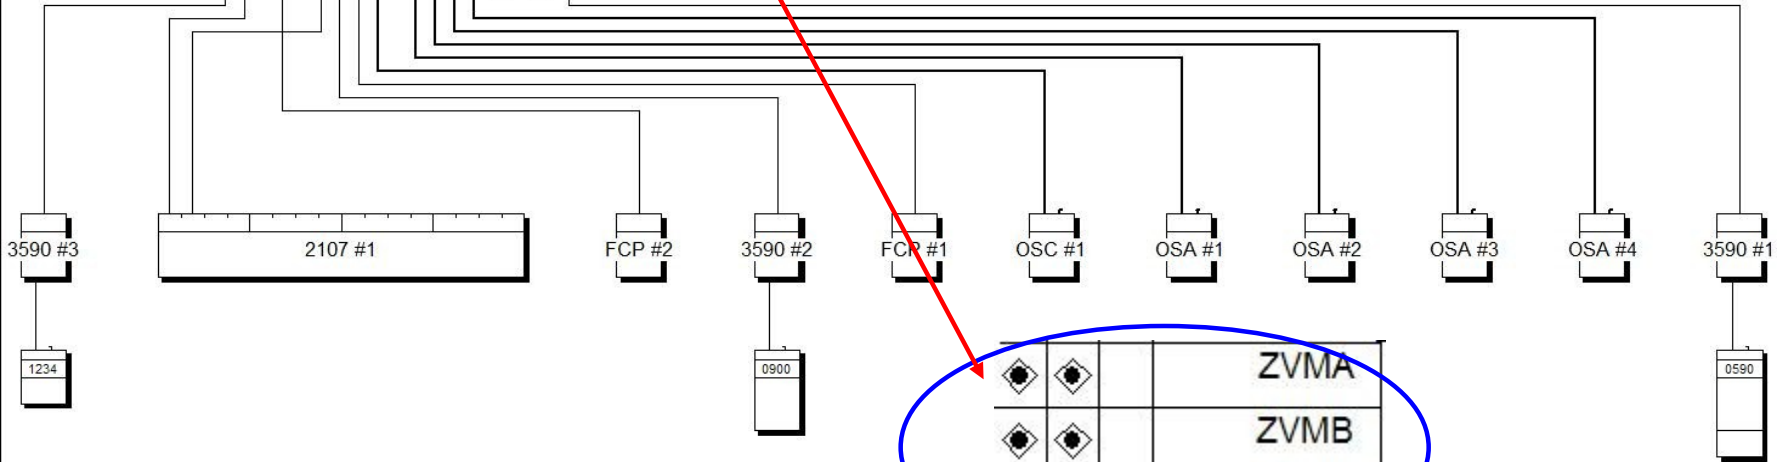 3590 #3
2107 #1
FCP #2
3590 #2
FCP #1
OSC #1
OSA #1
OSA #2
OSA #3
OSA #4
3590 #1
1234
0900
0590
ZVMA
ZVMB